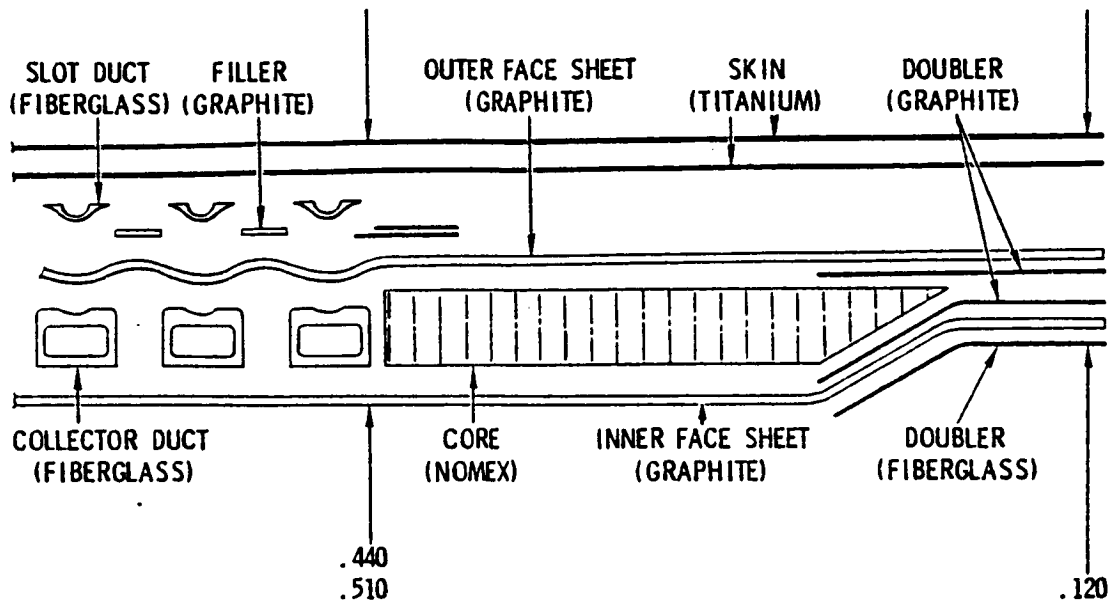 SLOT DUCT
(FIBERGLASS)
FILLER
(GRAPHITE)
OUTER FACE SHEET
(GRAPHITE)
SKIN
(TITANIUM)
DOUBLER
(GRAPHITE)
COLLECTOR DUCT
(FIBERGLASS)
CORE
(NOMEX)
INNER FACE SHEET
(GRAPHITE)
DOUBLER
(FIBERGLASS)
.440
.510
.120